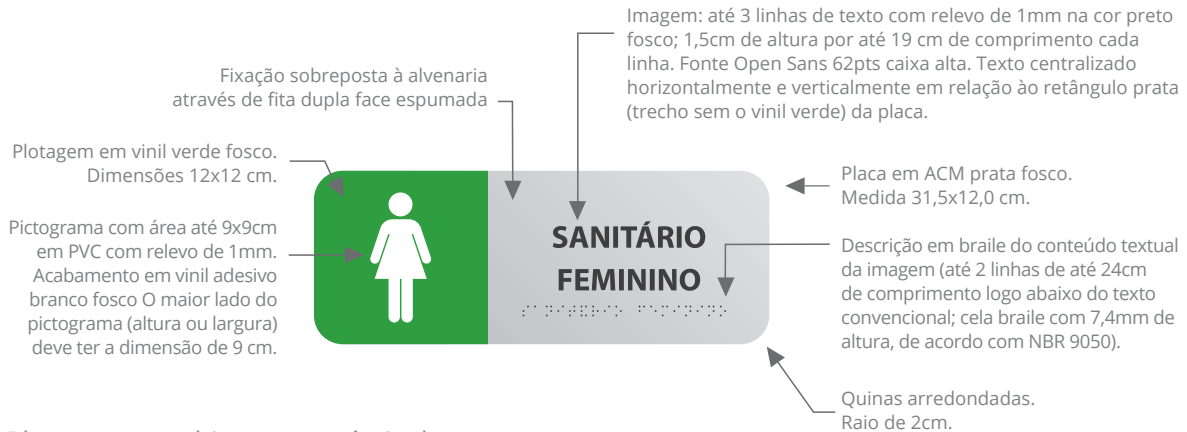 Imagem: até 3 linhas de texto com relevo de 1mm na cor preto
fosco; 1,5cm de altura por até 19 cm de comprimento cada
linha. Fonte Open Sans 62pts caixa alta. Texto centralizado
horizontalmente e verticalmente em relação ào retângulo prata
(trecho sem o vinil verde) da placa.
Fixação sobreposta à alvenaria
através de fita dupla face espumada
Plotagem em vinil verde fosco.
Dimensões 12x12 cm.
Pictograma com área até 9x9cm
em PVC com relevo de 1mm.
Acabamento em vinil adesivo
branco fosco O maior lado do
pictograma (altura ou largura)
deve ter a dimensão de 9 cm.
SANITÁRIO
FEMININO
Placa em ACM prata fosco.
Medida 31,5x12,0 cm.
Descrição em braile do conteúdo textual
da imagem (até 2 linhas de até 24cm
de comprimento logo abaixo do texto
convencional; cela braile com 7,4mm de
altura, de acordo com NBR 9050).
Quinas arredondadas.
Raio de 2cm.